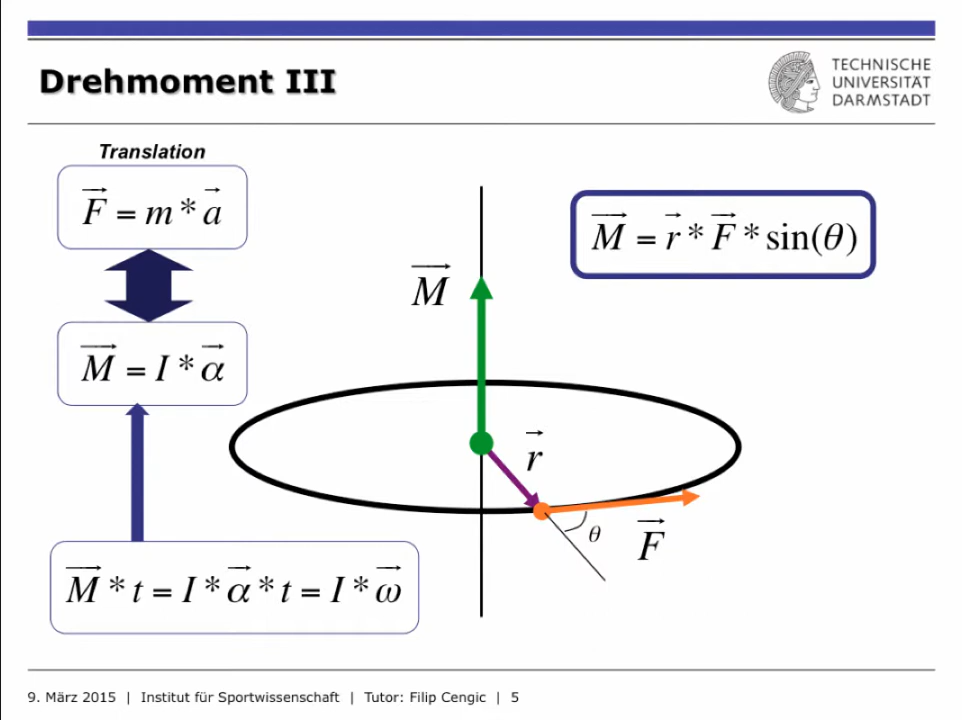 Drehmoment III
TECHNISCHE
UNIVERSITÄT
DARMSTADT
Translation
F⃗ = m * a⃗
M⃗ = r⃗ * F⃗ * sin(θ)
M⃗
M⃗ = I * α⃗
r⃗
θ
F⃗
M⃗ * t = I * α⃗ * t = I * ω⃗
9. März 2015 | Institut für Sportwissenschaft | Tutor: Filip Cengic | 5